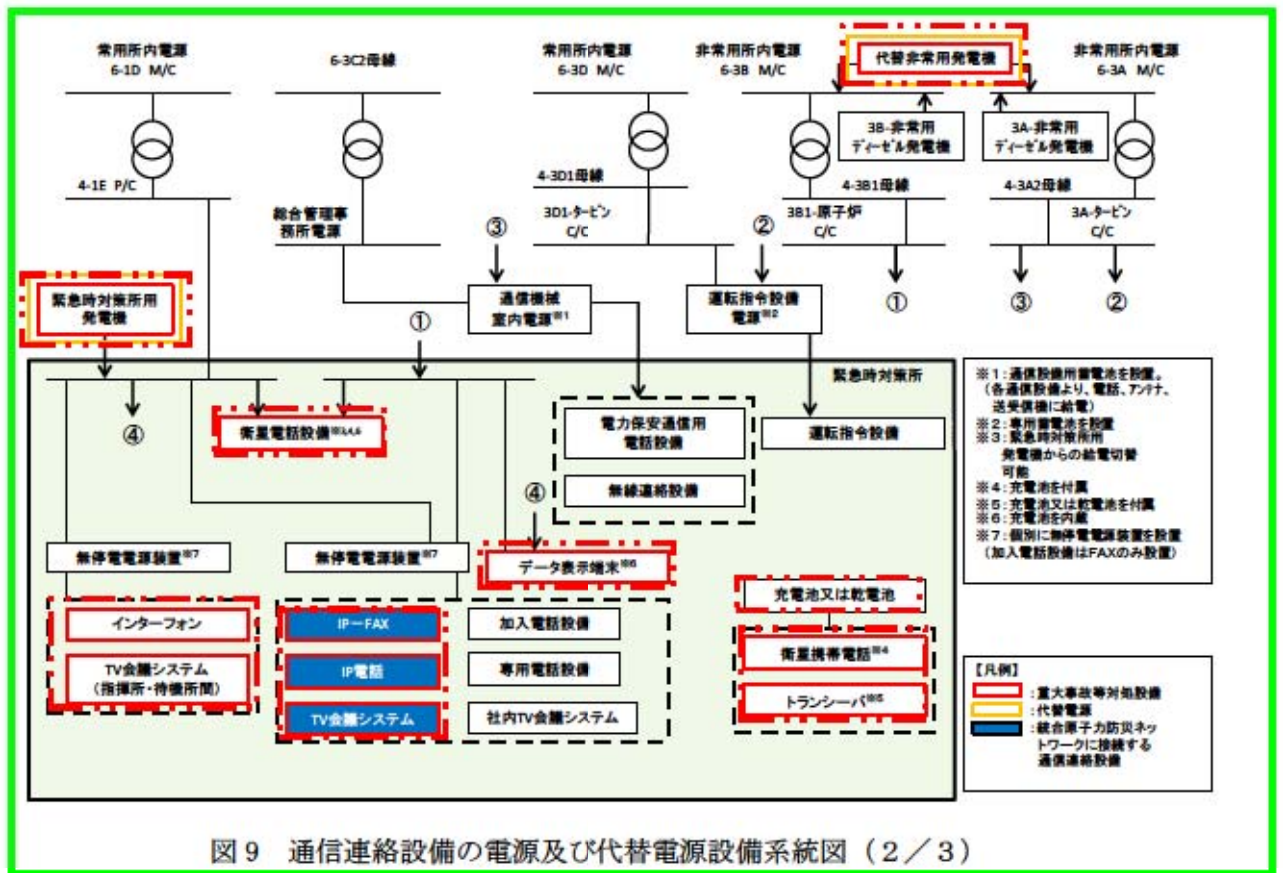 常用所内電源
6-1D M/C
6-3C2母線
常用所内電源
6-3D M/C
非常用所内電源
6-3B M/C
代替非常用発電機
非常用所内電源
6-3A M/C
3B-非常用
ディーゼル発電機
3A-非常用
ディーゼル発電機
4-1E P/C
4-3D1母線
4-3B1母線
4-3A2母線
総合管理事
務所電源
③
3D1-タービン
C/C
②
3B1-原子炉
C/C
3A-タービン
C/C
緊急時対策所用
発電機
通信機械
室内電源※1
運転指令設備
電源※2
①
③
②
①
緊急時対策所
④
衛星電話設備
電力保安通信用
電話設備
運転指令設備
無線連絡設備
④
無停電電源装置※7
無停電電源装置※7
データ表示端末※6
充電池又は乾電池
インターフォン
IP-FAX
加入電話設備
衛星携帯電話※4
TV会議システム
(指揮所・待機所間)
IP電話
専用電話設備
トランシーバ※5
TV会議システム
社内TV会議システム
※1:通信設備用蓄電池を設置。
(各通信設備より、電話、アンテナ、
送受信機に給電)
※2:専用蓄電池を設置
※3:緊急時対策所用
発電機からの給電切替
可能
※4:充電池を付属
※5:充電池又は乾電池を付属
※6:充電池を内蔵
※7:個別に無停電電源装置を設置
(加入電話設備はFAXのみ設置)
【凡例】
:重大事故等対処設備
:代替電源
:統合原子力防災ネッ
トワークに接続する
通信連絡設備
図9 通信連絡設備の電源及び代替電源設備系統図(2/3)